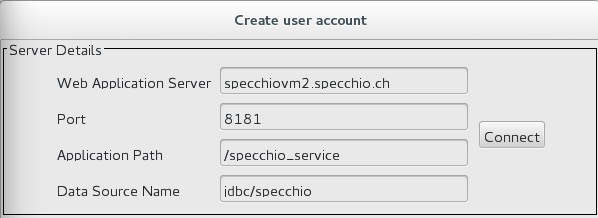 Create user account
Server Details
Web Application Server specchiovm2.specchio.ch
Port 8181
Connect
Application Path /specchio_service
Data Source Name jdbc/specchio